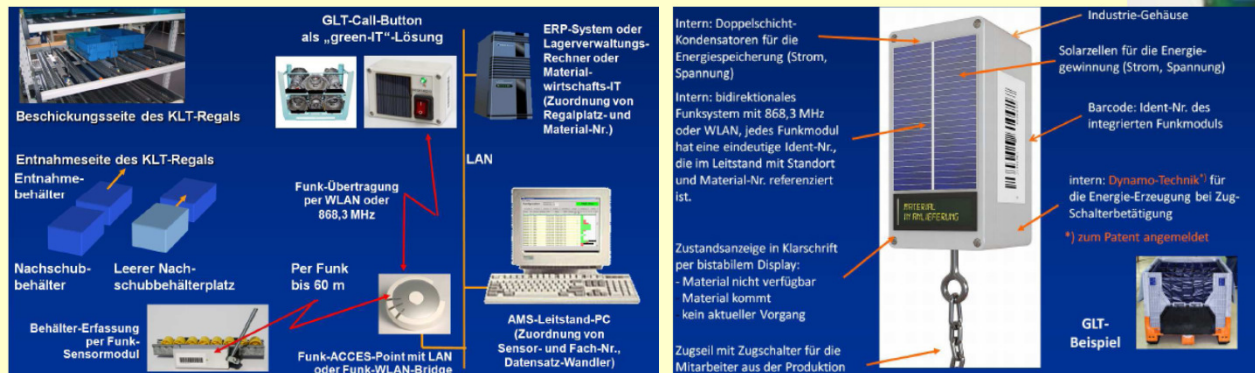 GLT-Call-Button
als „green-IT“-Lösung
ERP-System oder
Lagerverwaltungs-
Rechner oder
Material-
wirtschafts-IT
(Zuordnung von
Regalplatz- und
Material-Nr.)
Beschickungsseite des KLT-Regals
LAN
Entnahmeseite des KLT-Regals
Entnahme-
behälter
Funk-Übertragung
per WLAN oder
868,3 MHz
Nachschub-
behälter
Leerer Nach-
schubbehälterplatz
Per Funk
bis 60 m
Behälter-Erfassung
per Funk-
Sensormodul
Funk-ACCES-Point mit LAN
oder Funk-WLAN-Bridge
AMS-Leitstand-PC
(Zuordnung von
Sensor- und Fach-Nr.,
Datensatz-Wandler)
Intern: Doppelschicht-
Kondensatoren für die
Energiespeicherung (Strom,
Spannung)
Intern: bidirektionales
Funksystem mit 868,3 MHz
oder WLAN, jedes Funkmodul
hat eine eindeutige Ident-Nr.,
die im Leitstand mit Standort
und Material-Nr. referenziert
ist.
Zustandsanzeige in Klarschrift
per bistabilem Display:
- Material nicht verfügbar
Material kommt
kein aktueller Vorgang
Zugseil mit Zugschalter für die
Mitarbeiter aus der Produktion
MATERIAL
IN ANLIEFERUNG
Industrie-Gehäuse
Solarzellen für die Energie-
gewinnung (Strom, Spannung)
Barcode: Ident-Nr. des
integrierten Funkmoduls
intern: Dynamo-Technik*) für
die Energie-Erzeugung bei Zug-
Schalterbetätigung
*) zum Patent angemeldet
GLT-
Beispiel